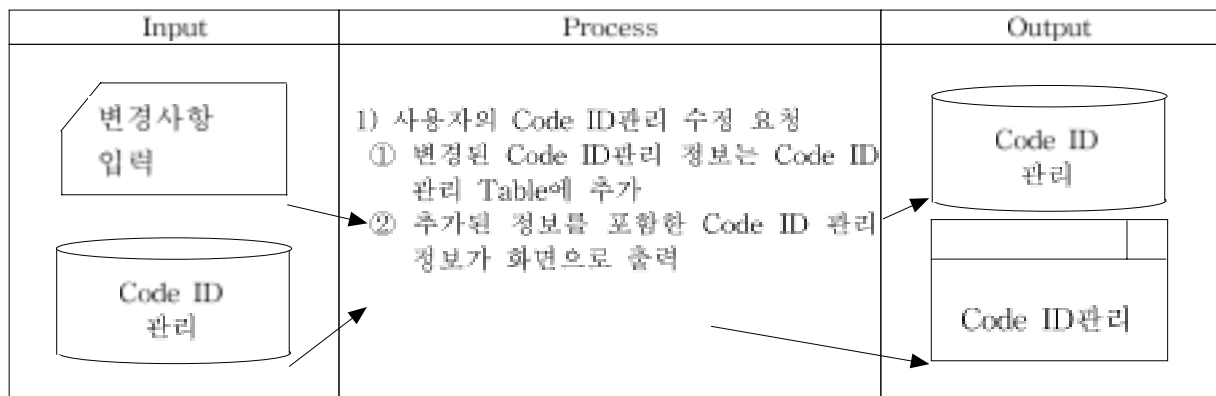 Input
Process
Output
변경사항
입력
Code ID
관리
1) 사용자의 Code ID관리 수정 요청
① 변경된 Code ID관리 정보는 Code ID
관리 Table에 추가
② 추가된 정보를 포함한 Code ID 관리
정보가 화면으로 출력
Code ID
관리
Code ID관리